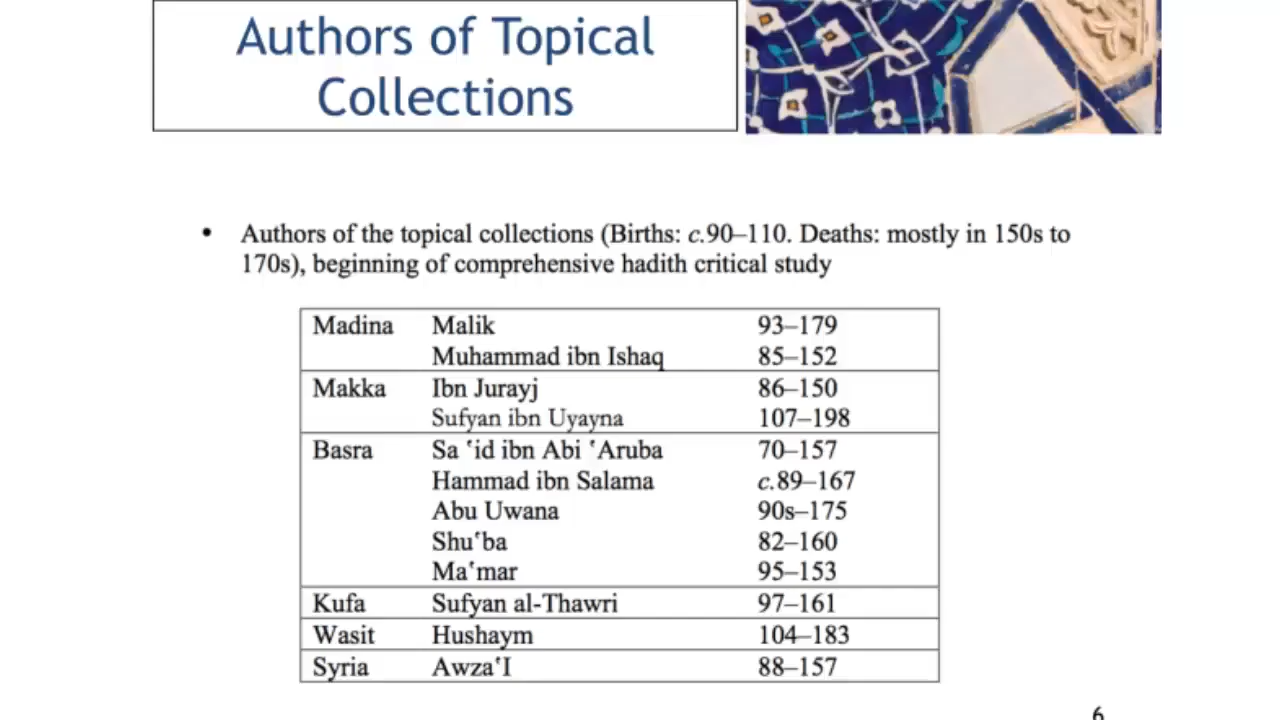 Authors of Topical
Collections
• Authors of the topical collections (Births: c.90–110. Deaths: mostly in 150s to
170s), beginning of comprehensive hadith critical study
Madina Malik 93–179
Muhammad ibn Ishaq 85–152
Makka Ibn Jurayj 86–150
Sufyan ibn Uyayna 107–198
Basra Sa ʿid ibn Abi ʿAruba 70–157
Hammad ibn Salama c.89–167
Abu Uwana 90s–175
Shuʿba 82–160
Maʿmar 95–153
Kufa Sufyan al-Thawri 97–161
Wasit Hushaym 104–183
Syria AwzaʿI 88–157
6